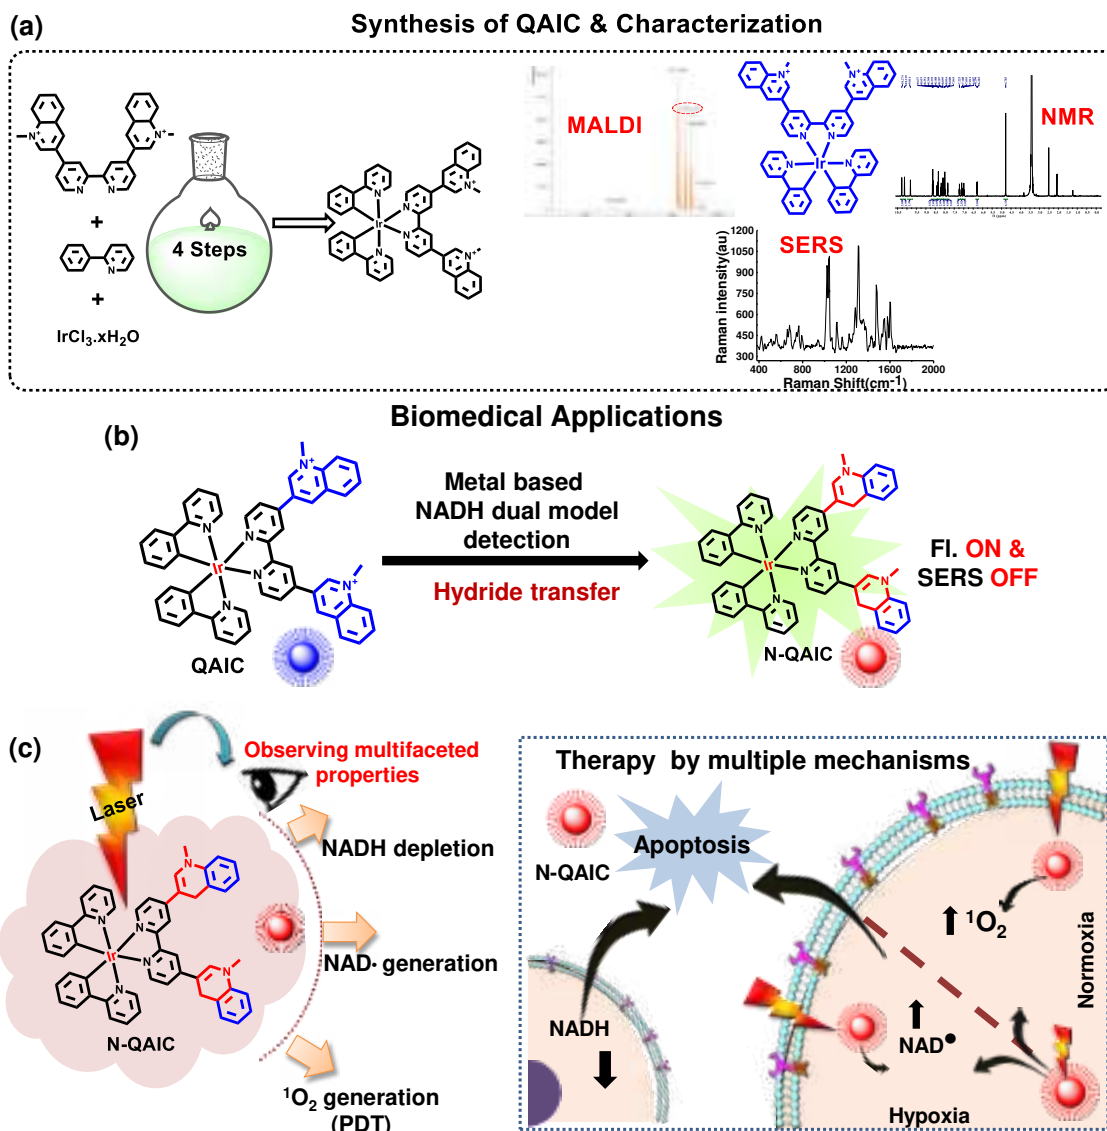 (a)
Synthesis of QAIC & Characterization
N⁺
N⁺
N
N
+
N
+
IrCl₃.xH₂O
4 Steps
N
N⁺
N
Ir
N
N
N⁺
MALDI
N⁺
N⁺
N
N
Ir
N
N
NMR
SERS
Raman intensity(au)
1200
1050
900
750
600
450
300
400
800
1200
1600
2000
Raman Shift(cm⁻¹)
(b)
Biomedical Applications
N⁺
N
N
Ir
N
N
N⁺
QAIC
Metal based
NADH dual model
detection
Hydride transfer
N
N
N
Ir
N
N
N
N-QAIC
Fl. ON &
SERS OFF
(c)
Laser
Observing multifaceted
properties
N
N
N
Ir
N
N
N
N-QAIC
NADH depletion
NAD· generation
¹O₂ generation
(PDT)
Therapy by multiple mechanisms
N-QAIC
Apoptosis
NADH
¹O₂
Normoxia
NAD●
Hypoxia